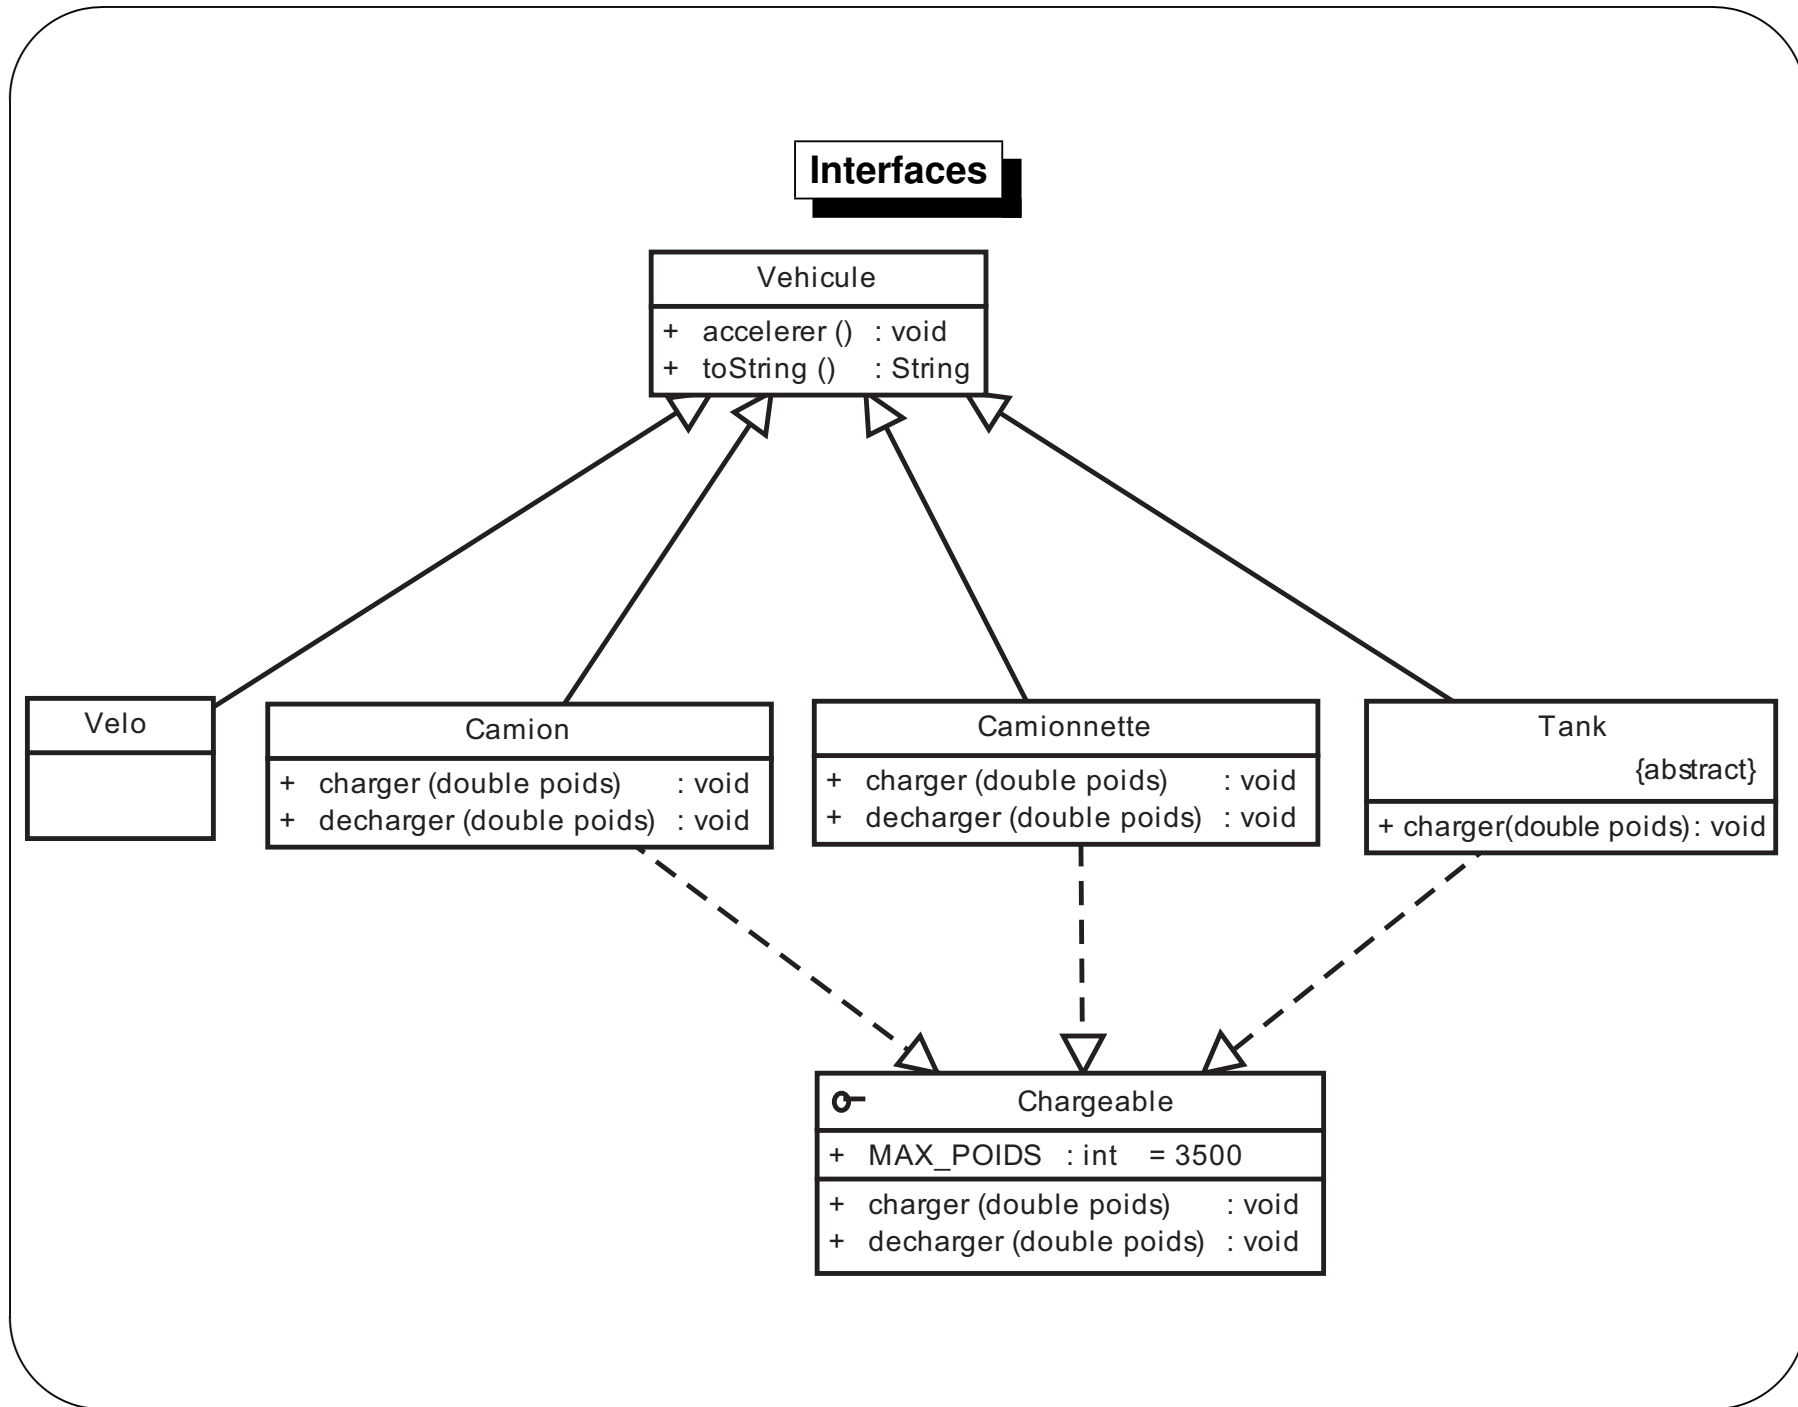 Interfaces
Vehicule
+ accelerer () : void
+ toString () : String
Velo
Camion
+ charger (double poids) : void
+ decharger (double poids) : void
Camionnette
+ charger (double poids) : void
+ decharger (double poids) : void
Tank
{abstract}
+ charger(double poids) : void
Chargeable
+ MAX_POIDS : int = 3500
+ charger (double poids) : void
+ decharger (double poids) : void